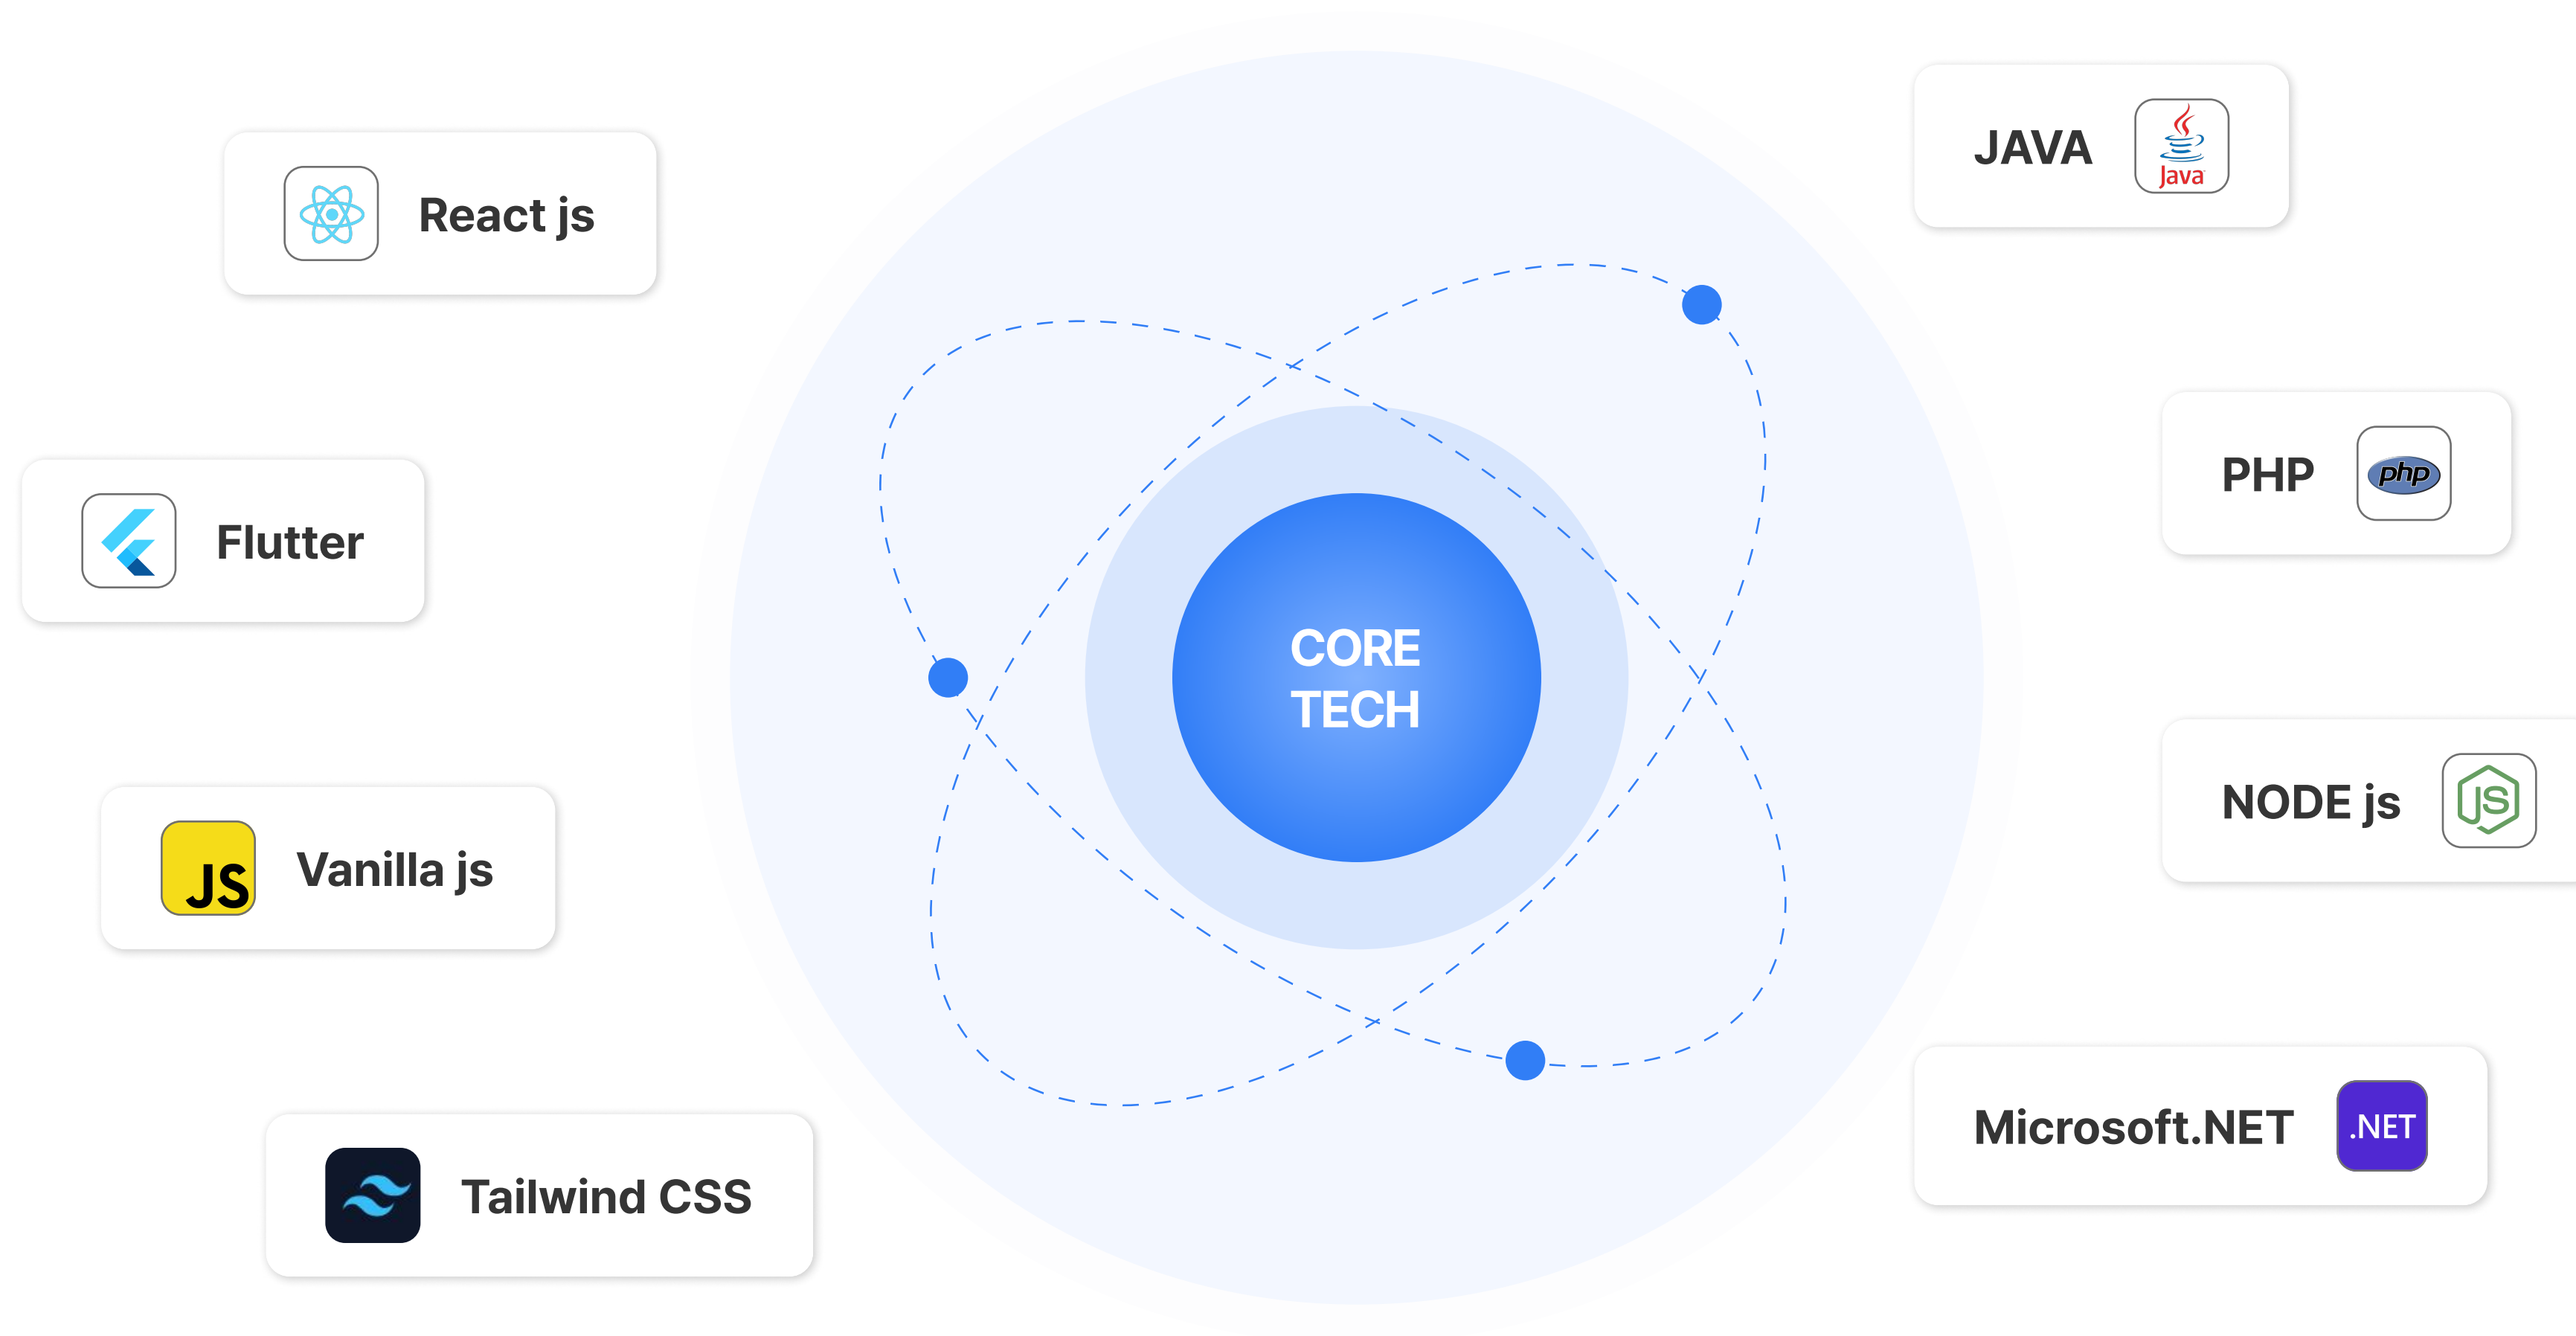 React js
Flutter
JS
Vanilla js
Tailwind CSS
CORE
TECH
JAVA
Java
PHP
php
NODE js
JS
Microsoft.NET
.NET